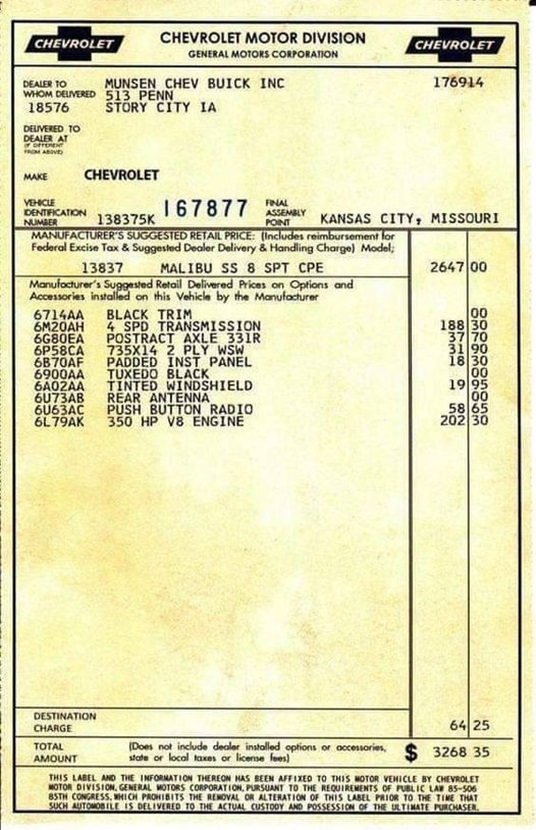 CHEVROLET
CHEVROLET MOTOR DIVISION
GENERAL MOTORS CORPORATION
CHEVROLET
DEALER TO WHOM DELIVERED
18576
MUNSEN CHEV BUICK INC
513 PENN
STORY CITY IA
176914
DELIVERED TO
DEALER AT
(IF DIFFERENT
FROM ABOVE)
MAKE CHEVROLET
VEHICLE IDENTIFICATION NUMBER 138375K 167877 FINAL ASSEMBLY POINT KANSAS CITY, MISSOURI
MANUFACTURER'S SUGGESTED RETAIL PRICE: (Includes reimbursement for
Federal Excise Tax & Suggested Dealer Delivery & Handling Charge) Model;
13837 MALIBU SS 8 SPT CPE 2647 00
Manufacturer's Suggested Retail Delivered Prices on Options and
Accessories installed on this Vehicle by the Manufacturer
6714AA BLACK TRIM 00
6M20AH 4 SPD TRANSMISSION 188 30
6G80EA POSTRACT AXLE 331R 37 70
6P58CA 735X14 2 PLY WSW 31 90
6B70AF PADDED INST PANEL 18 30
6900AA TUXEDO BLACK 00
6A02AA TINTED WINDSHIELD 19 95
6U73AB REAR ANTENNA 00
6U63AC PUSH BUTTON RADIO 58 65
6L79AK 350 HP V8 ENGINE 202 30
DESTINATION
CHARGE 64 25
TOTAL AMOUNT (Does not include dealer installed options or accessories,
state or local taxes or license fees) $ 3268 35
THIS LABEL AND THE INFORMATION THEREON HAS BEEN AFFIXED TO THIS MOTOR VEHICLE BY CHEVROLET
MOTOR DIVISION, GENERAL MOTORS CORPORATION, PURSUANT TO THE REQUIREMENTS OF PUBLIC LAW 85-506
85TH CONGRESS, WHICH PROHIBITS THE REMOVAL OR ALTERATION OF THIS LABEL PRIOR TO THE TIME THAT
SUCH AUTOMOBILE IS DELIVERED TO THE ACTUAL CUSTODY AND POSSESSION OF THE ULTIMATE PURCHASER.